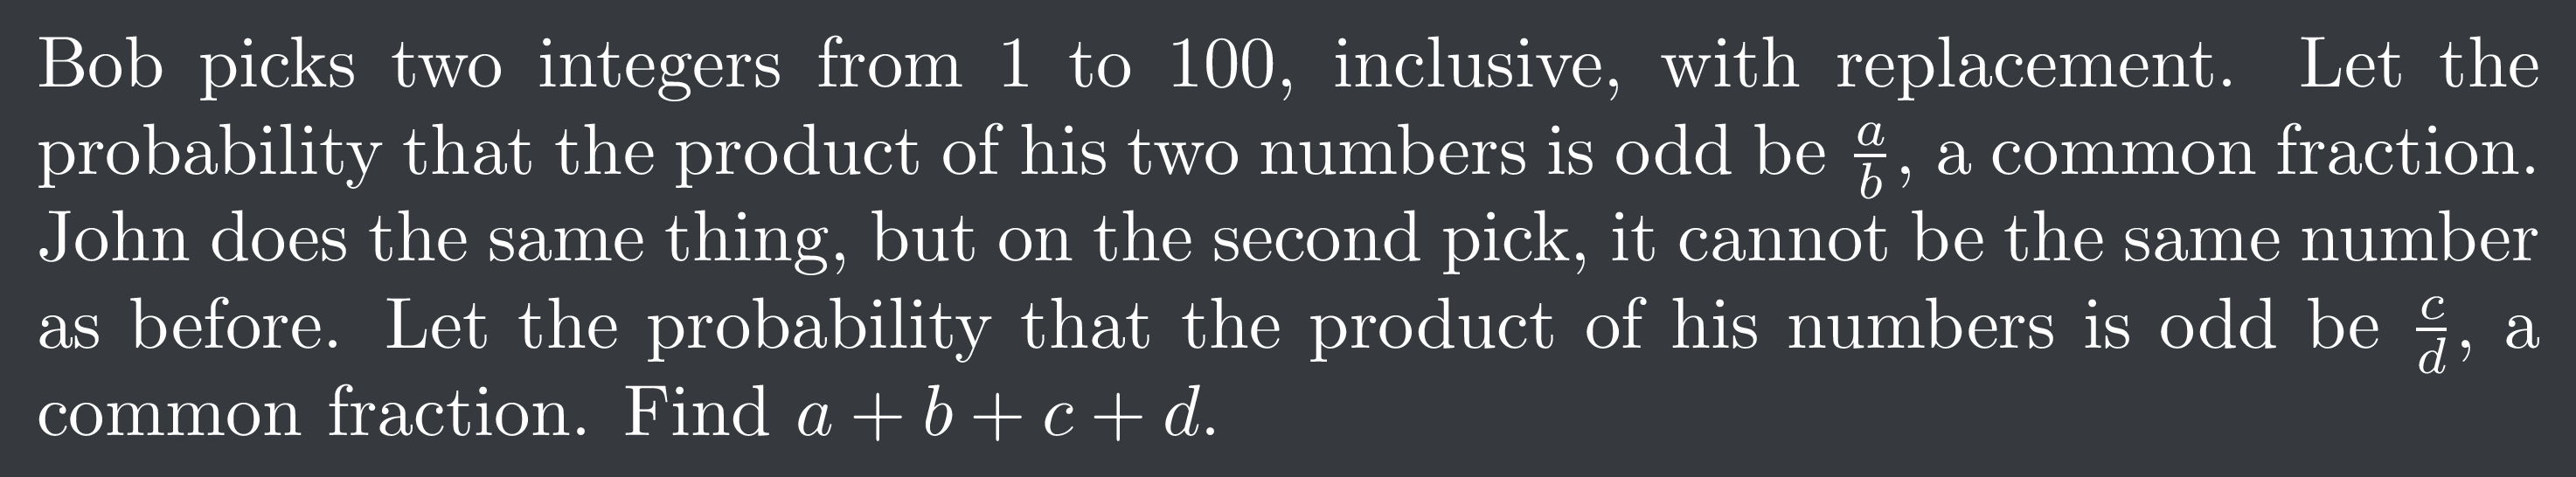 Bob picks two integers from 1 to 100, inclusive, with replacement. Let the
probability that the product of his two numbers is odd be $\frac{a}{b}$, a common fraction.
John does the same thing, but on the second pick, it cannot be the same number
as before. Let the probability that the product of his numbers is odd be $\frac{c}{d}$, a
common fraction. Find $a + b + c + d$.